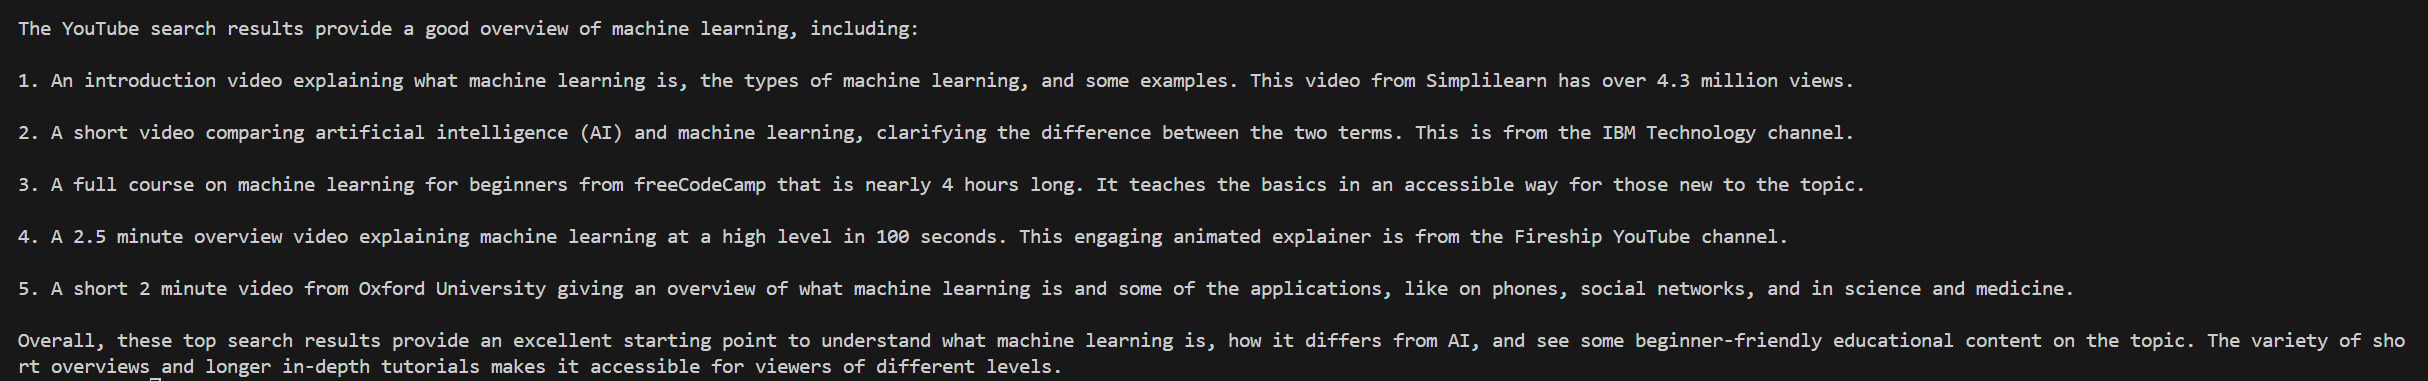 The YouTube search results provide a good overview of machine learning, including:
1. An introduction video explaining what machine learning is, the types of machine learning, and some examples. This video from Simplilearn has over 4.3 million views.
2. A short video comparing artificial intelligence (AI) and machine learning, clarifying the difference between the two terms. This is from the IBM Technology channel.
3. A full course on machine learning for beginners from freeCodeCamp that is nearly 4 hours long. It teaches the basics in an accessible way for those new to the topic.
4. A 2.5 minute overview video explaining machine learning at a high level in 100 seconds. This engaging animated explainer is from the Fireship YouTube channel.
5. A short 2 minute video from Oxford University giving an overview of what machine learning is and some of the applications, like on phones, social networks, and in science and medicine.
Overall, these top search results provide an excellent starting point to understand what machine learning is, how it differs from AI, and see some beginner-friendly educational content on the topic. The variety of sho
rt overviews and longer in-depth tutorials makes it accessible for viewers of different levels.